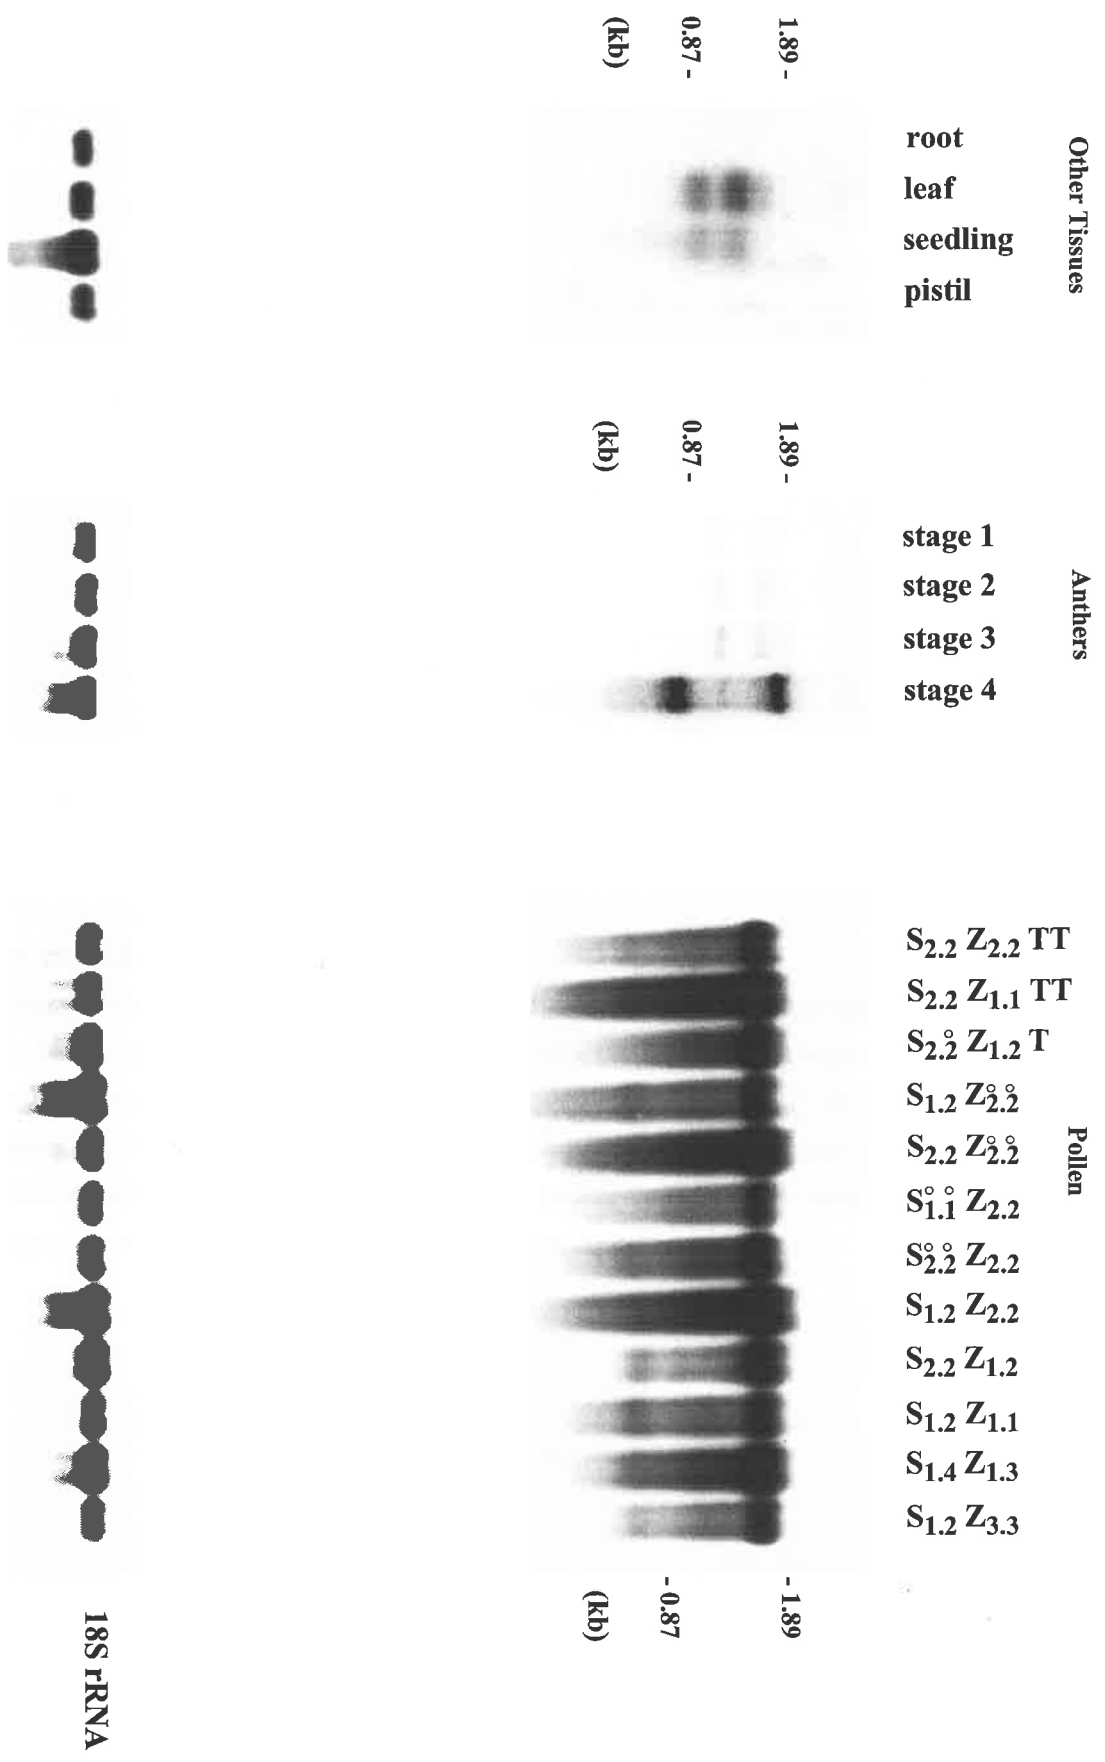 Other Tissues
root
leaf
seedling
pistil
1.89 -
0.87 -
(kb)
Anthers
stage 1
stage 2
stage 3
stage 4
1.89 -
0.87 -
(kb)
Pollen
S2.2 Z2.2 TT
S2.2 Z1.1 TT
S2.2° Z1.2 T
S1.2 Z2.2°°
S2.2 Z2.2°°
S1.1°° Z2.2
S2.2°° Z2.2
S1.2 Z2.2
S2.2 Z1.2
S1.2 Z1.1
S1.4 Z1.3
S1.2 Z3.3
- 1.89
- 0.87
(kb)
18S rRNA